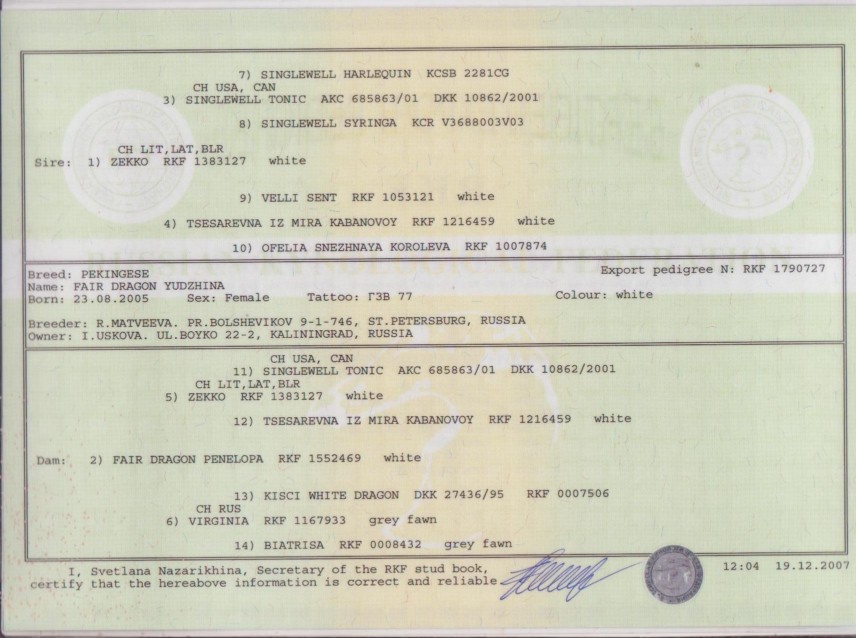 7) SINGLEWELL HARLEQUIN KCSB 2281CG
CH USA, CAN
3) SINGLEWELL TONIC AKC 685863/01 DKK 10862/2001
8) SINGLEWELL SYRINGA KCR V3688003V03
CH LIT,LAT,BLR
Sire: 1) ZEKKO RKF 1383127 white
9) VELLI SENT RKF 1053121 white
4) TSESAREVNA IZ MIRA KABANOVOY RKF 1216459 white
10) OFELIA SNEZHNAYA KOROLEVA RKF 1007874
RUSSIAN KYNOLOGICAL FEDERATION
Breed: PEKINGESE Export pedigree N: RKF 1790727
Name: FAIR DRAGON YUDZHINA
Born: 23.08.2005 Sex: Female Tattoo: ГЗВ 77 Colour: white
Breeder: R.MATVEEVA. PR.BOLSHEVIKOV 9-1-746, ST.PETERSBURG, RUSSIA
Owner: I.USKOVA. UL.BOYKO 22-2, KALININGRAD, RUSSIA
CH USA, CAN
11) SINGLEWELL TONIC AKC 685863/01 DKK 10862/2001
CH LIT,LAT,BLR
5) ZEKKO RKF 1383127 white
12) TSESAREVNA IZ MIRA KABANOVOY RKF 1216459 white
Dam: 2) FAIR DRAGON PENELOPA RKF 1552469 white
13) KISCI WHITE DRAGON DKK 27436/95 RKF 0007506
CH RUS
6) VIRGINIA RKF 1167933 grey fawn
14) BIATRISA RKF 0008432 grey fawn
I, Svetlana Nazarikhina, Secretary of the RKF stud book, 12:04 19.12.2007
certify that the hereabove information is correct and reliable